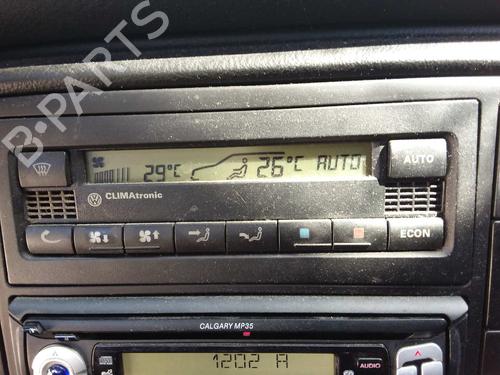 B-PARTS
29°C 26°C AUTO
AUTO
CLIMAtronic
ECON
CALGARY MP35
1202 A
AUDIO